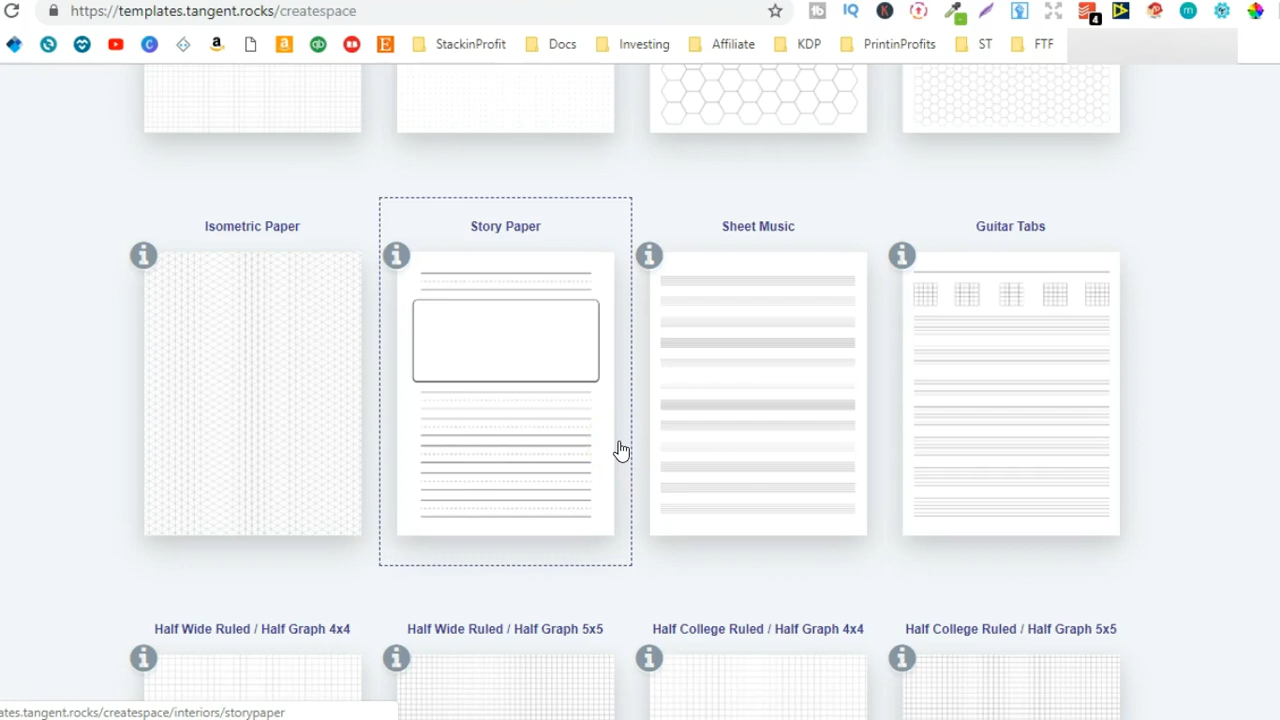 https://templates.tangent.rocks/createspace
4
StackinProfit Docs Investing Affiliate KDP PrintinProfits ST FTF
Isometric Paper Story Paper Sheet Music Guitar Tabs
Half Wide Ruled / Half Graph 4x4 Half Wide Ruled / Half Graph 5x5 Half College Ruled / Half Graph 4x4 Half College Ruled / Half Graph 5x5
ates.tangent.rocks/createspace/interiors/storypaper